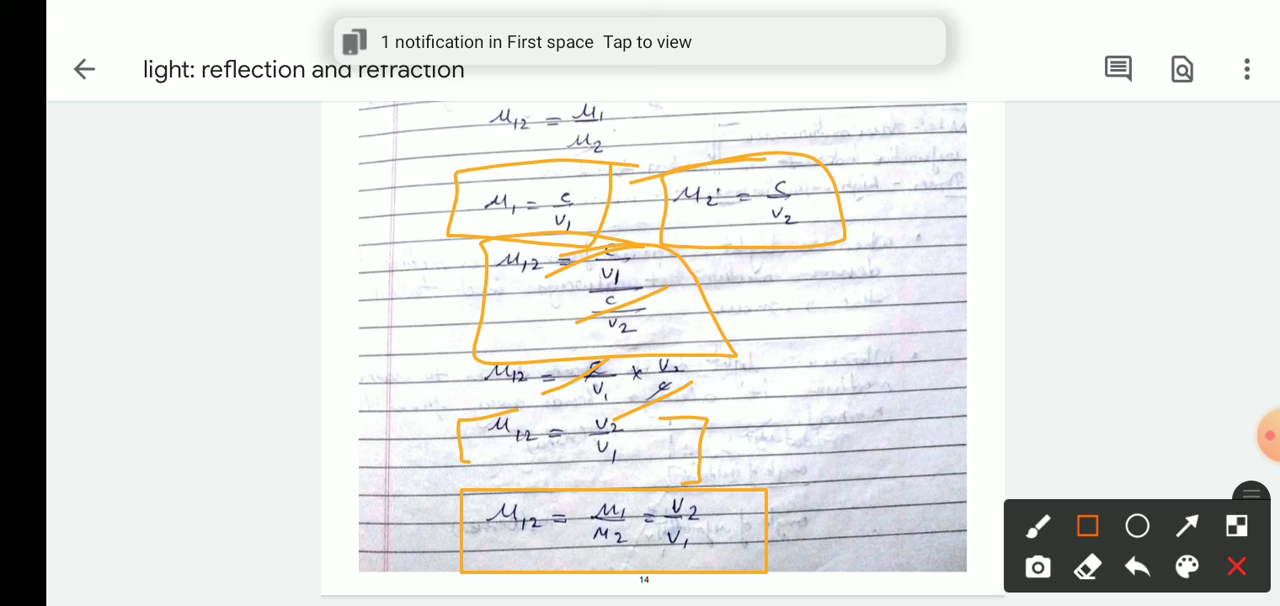 1 notification in First space Tap to view
light: reflection and refraction
μ12 = μ1/μ2
μ1 = c/v1 μ2 = c/v2
μ12 = c/v1 / c/v2
μ12 = c/v1 × v2/c
μ12 = v2/v1
μ12 = μ1/μ2 = v2/v1
14